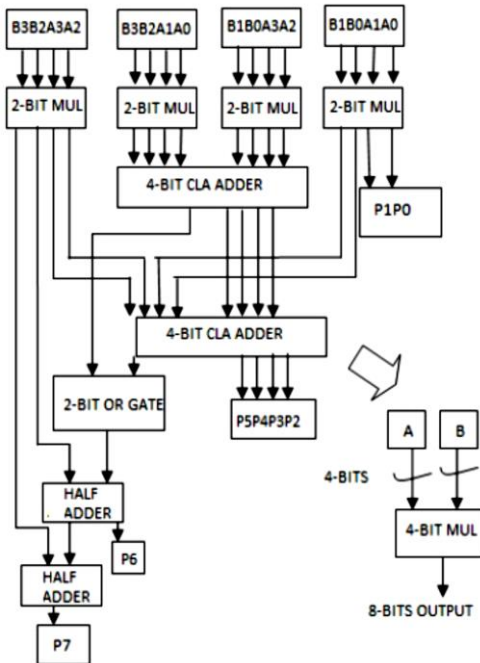 B3B2A3A2
B3B2A1A0
B1B0A3A2
B1B0A1A0
2-BIT MUL
2-BIT MUL
2-BIT MUL
2-BIT MUL
4-BIT CLA ADDER
P1P0
4-BIT CLA ADDER
2-BIT OR GATE
P5P4P3P2
A
B
4-BITS
HALF
ADDER
4-BIT MUL
P6
HALF
ADDER
8-BITS OUTPUT
P7